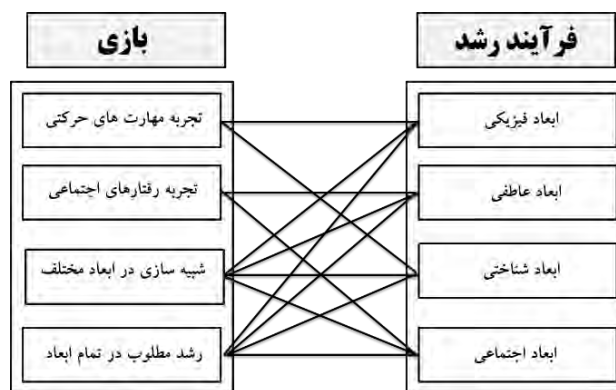 فرآیند رشد
بازی
ابعاد فیزیکی
تجربه مهارت های حرکتی
ابعاد عاطفی
تجربه رفتارهای اجتماعی
ابعاد شناختی
شبیه سازی در ابعاد مختلف
ابعاد اجتماعی
رشد مطلوب در تمام ابعاد